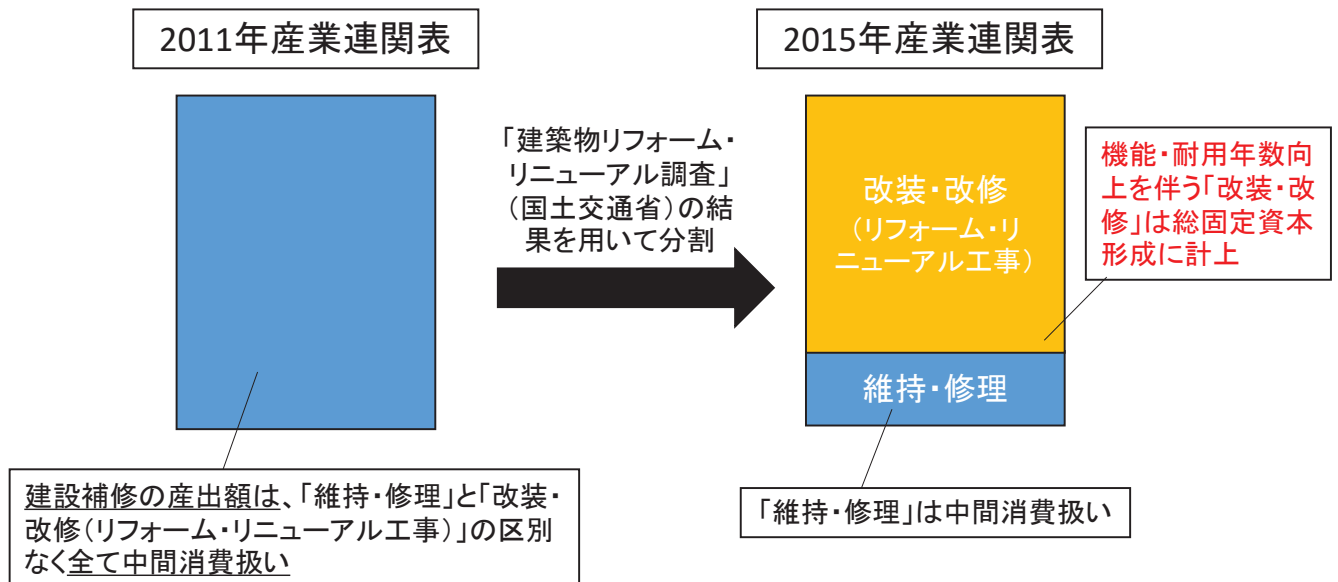 2011年産業連関表
2015年産業連関表
「建築物リフォーム・
リニューアル調査」
（国土交通省）の結
果を用いて分割
改装・改修
（リフォーム・リ
ニューアル工事）
維持・修理
機能・耐用年数向
上を伴う「改装・改
修」は総固定資本
形成に計上
建設補修の産出額は、「維持・修理」と「改装・
改修（リフォーム・リニューアル工事）」の区別
なく全て中間消費扱い
「維持・修理」は中間消費扱い